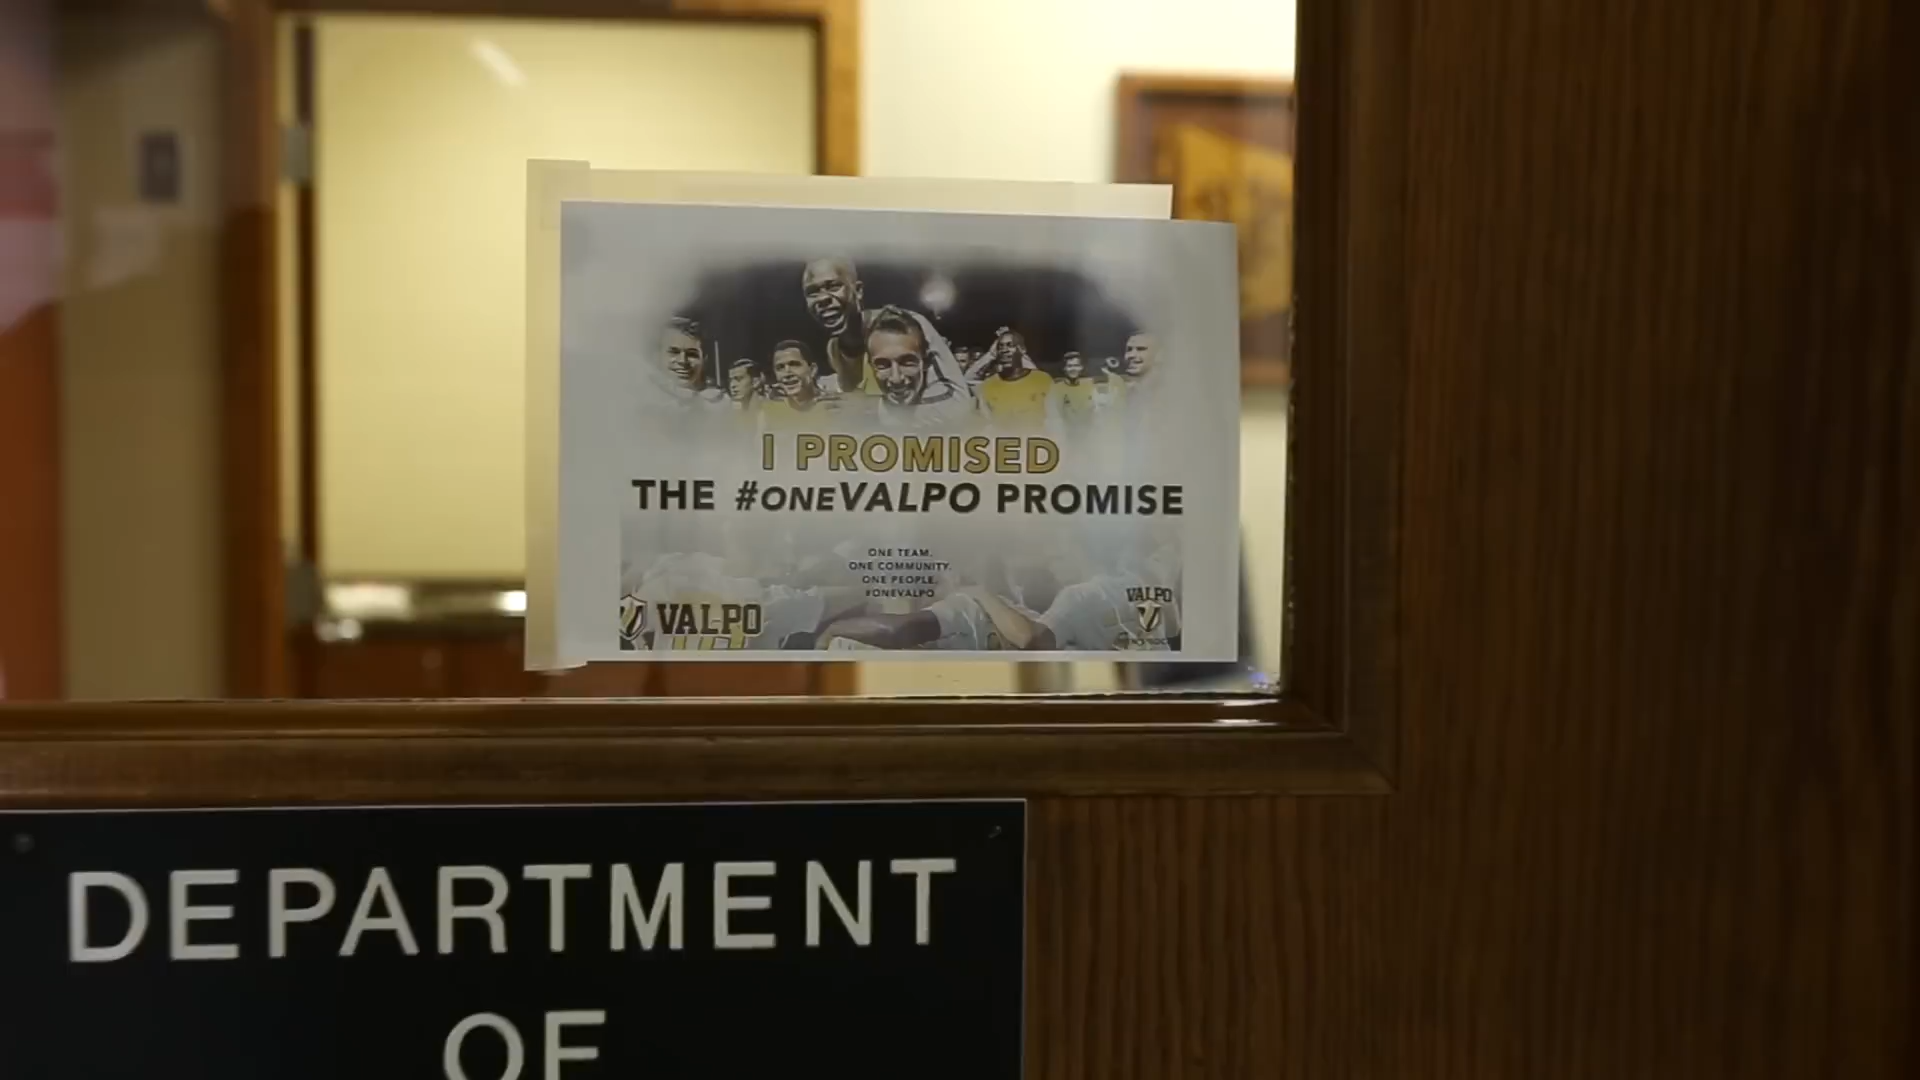 I PROMISED
THE #ONEVALPO PROMISE
ONE TEAM.
ONE COMMUNITY.
ONE PEOPLE.
#ONEVALPO
VALPO
VALPO
DEPARTMENT
OF